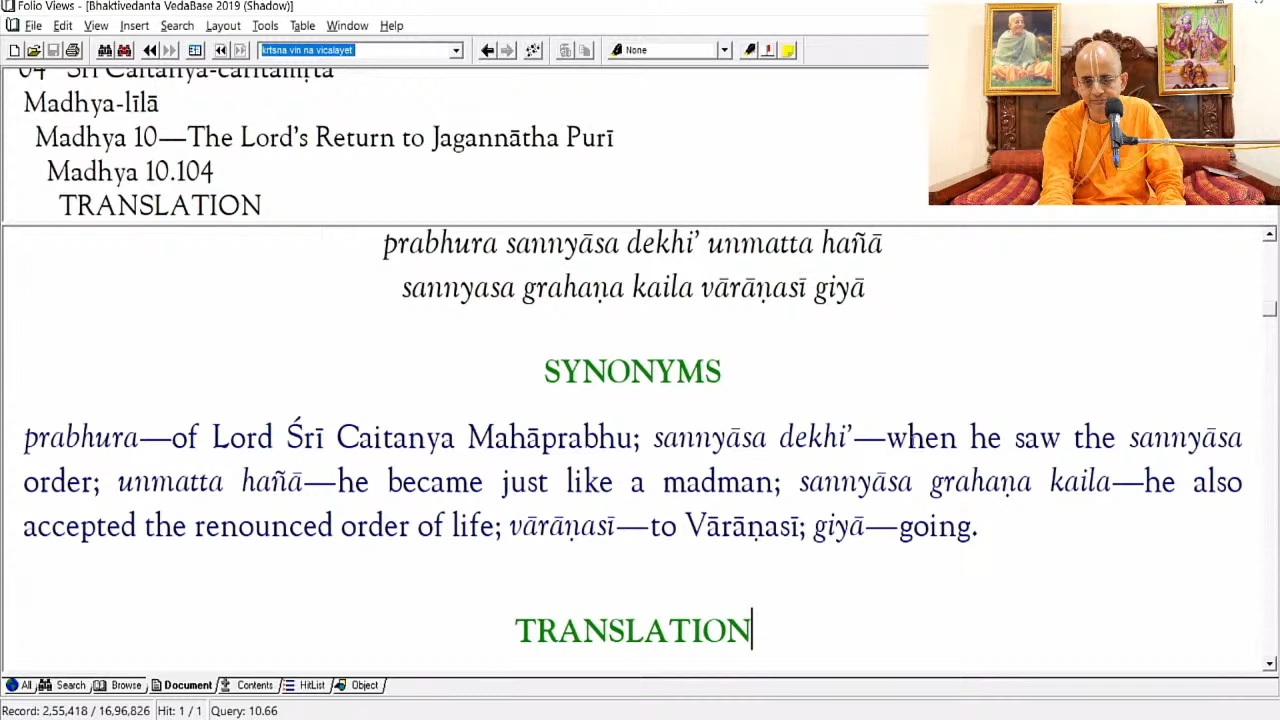 Folio Views - [Bhaktivedanta VedaBase 2019 (Shadow)]
File Edit View Insert Search Layout Tools Table Window Help
krtsna vin na vicalayet
None
04 Śrī Caitanya-caritāmṛta
Madhya-līlā
Madhya 10—The Lord's Return to Jagannātha Purī
Madhya 10.104
TRANSLATION
prabhura sannyāsa dekhi’ unmatta hañā
sannyasa grahaṇa kaila vārāṇasī giyā
SYNONYMS
prabhura—of Lord Śrī Caitanya Mahāprabhu; sannyāsa dekhi’—when he saw the sannyāsa
order; unmatta hañā—he became just like a madman; sannyāsa grahaṇa kaila—he also
accepted the renounced order of life; vārāṇasī—to Vārāṇasī; giyā—going.
TRANSLATION
All Search Browse Document Contents HitList Object
Record: 2,55,418 / 16,96,826 Hit: 1 / 1 Query: 10.66